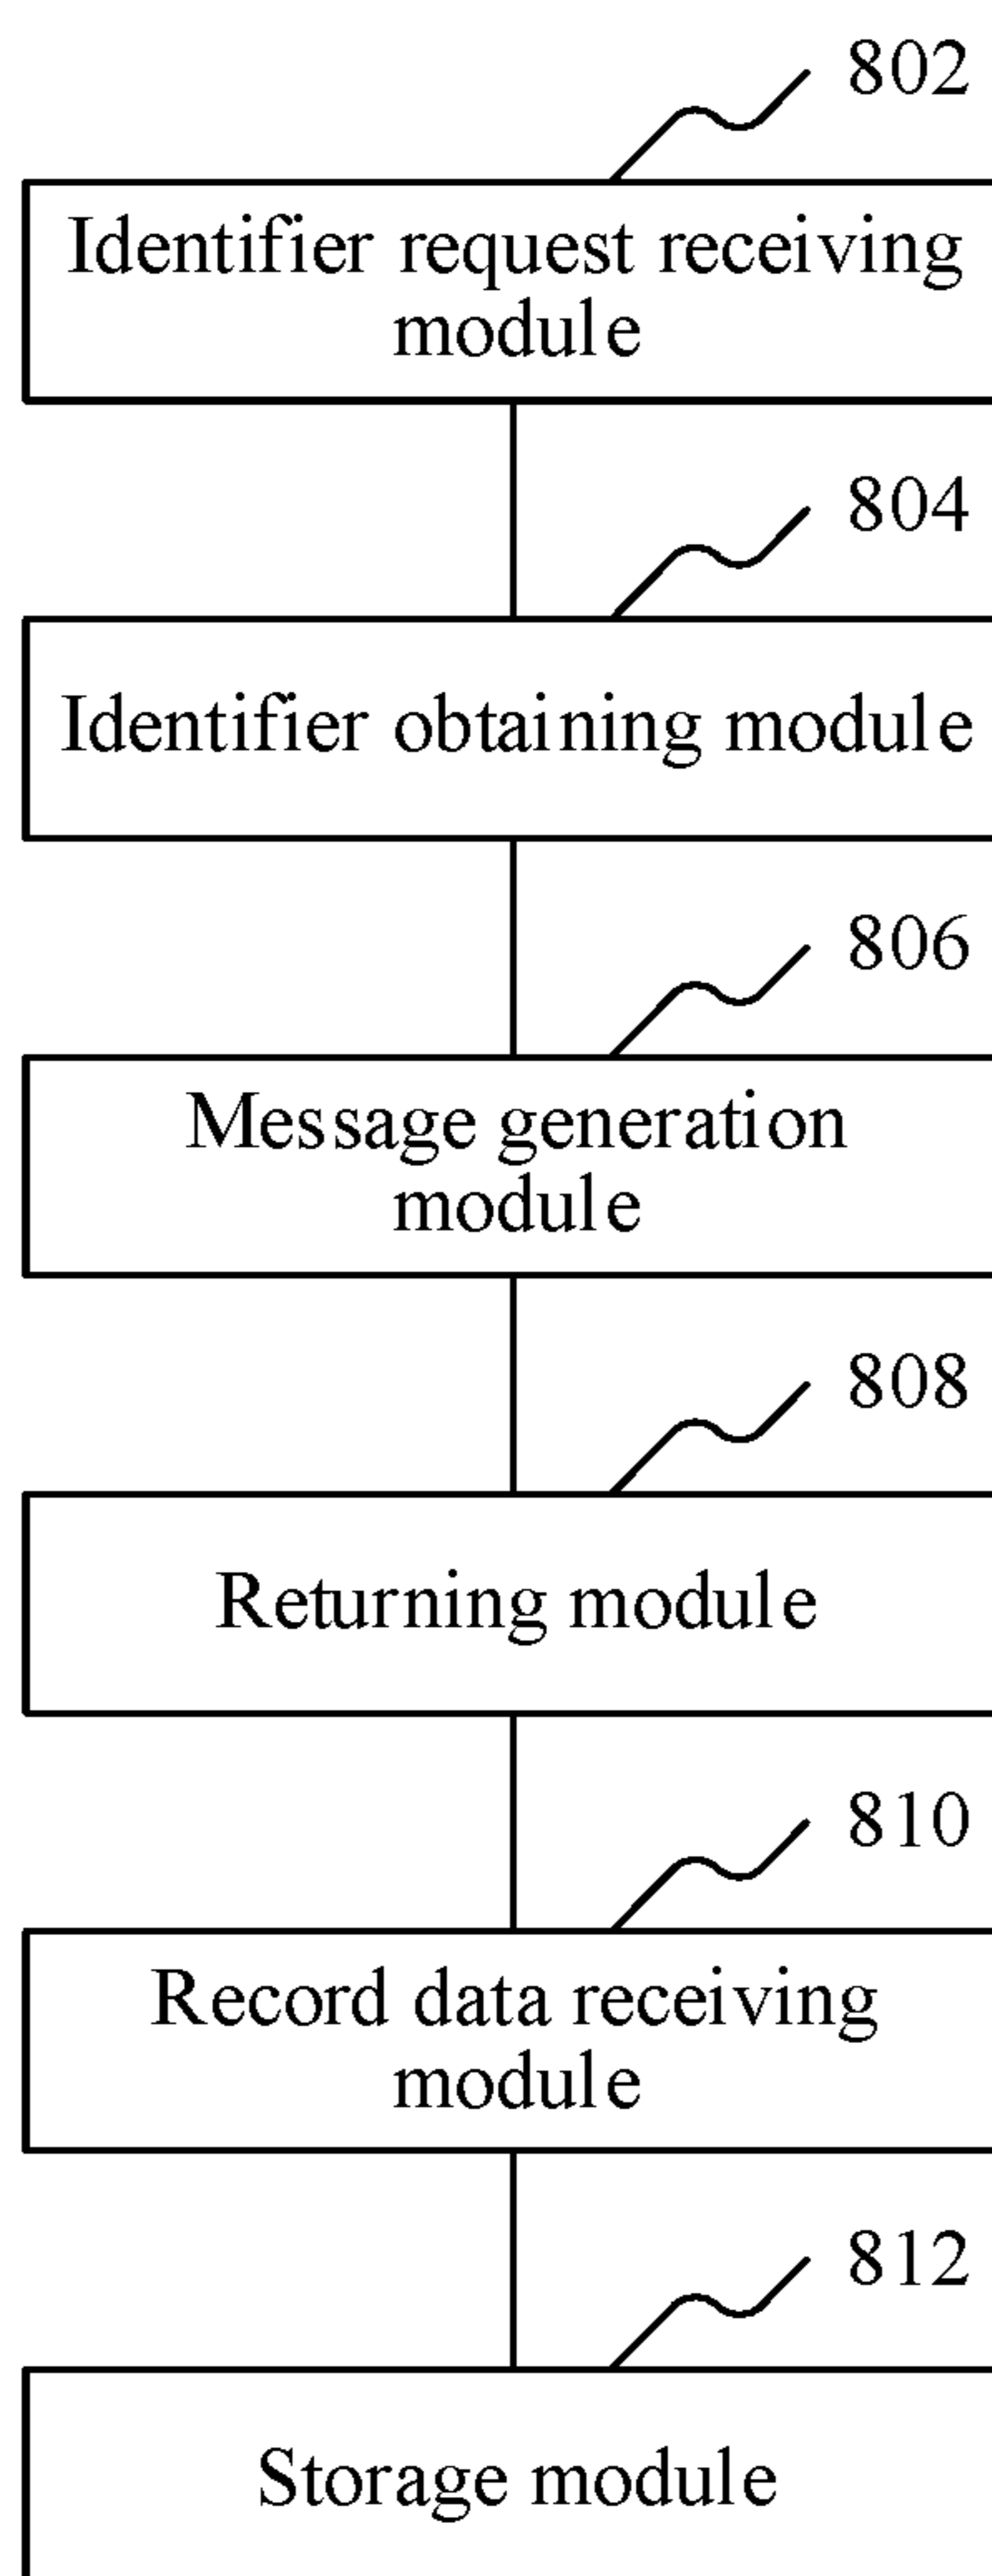 802
Identifier request receiving
module
804
Identifier obtaining module
806
Message generation
module
808
Returning module
810
Record data receiving
module
812
Storage module